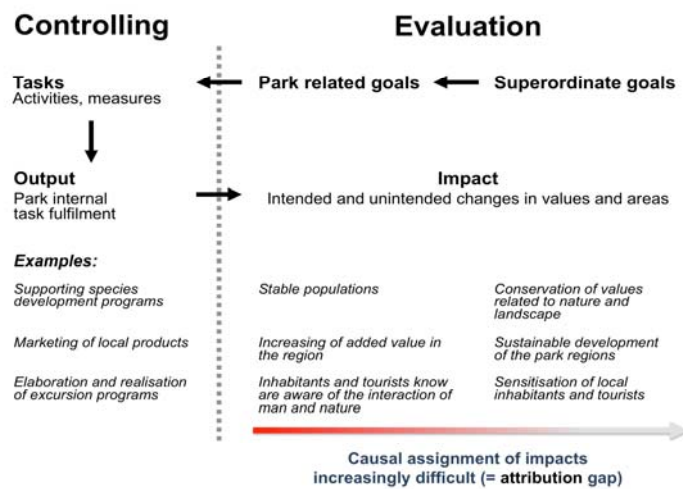 Controlling
Evaluation
Tasks
Activities, measures
Park related goals
Superordinate goals
Output
Park internal
task fulfilment
Impact
Intended and unintended changes in values and areas
Examples:
Supporting species
development programs
Stable populations
Conservation of values
related to nature and
landscape
Marketing of local products
Increasing of added value in
the region
Sustainable development
of the park regions
Elaboration and realisation
of excursion programs
Inhabitants and tourists know
are aware of the interaction of
man and nature
Sensitisation of local
inhabitants and tourists
Causal assignment of impacts
increasingly difficult (= attribution gap)